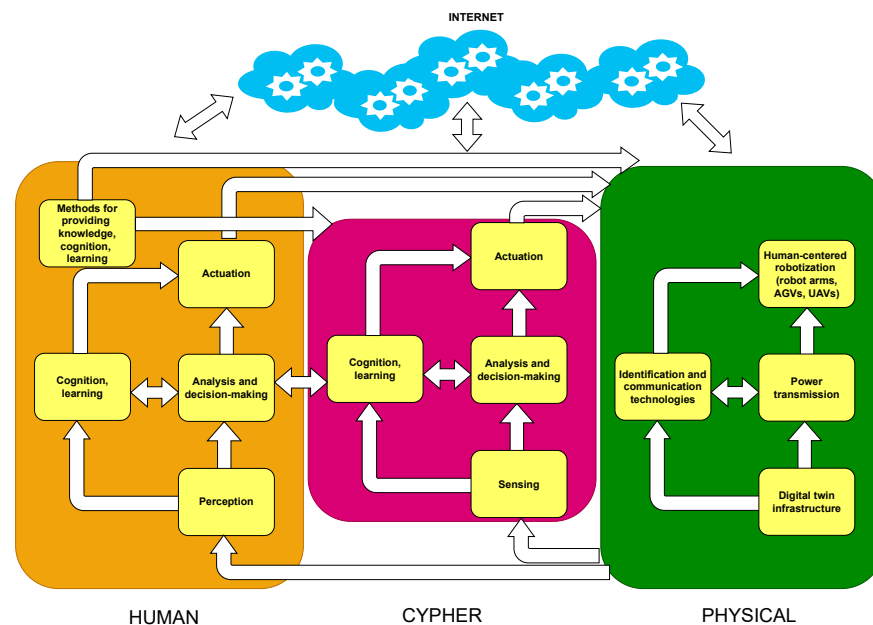 INTERNET
Methods for
providing
knowledge,
cognition,
learning
Actuation
Cognition,
learning
Analysis and
decision-making
Perception
Actuation
Cognition,
learning
Analysis and
decision-making
Sensing
Human-centered
robotization
(robot arms,
AGVs, UAVs)
Identification and
communication
technologies
Power
transmission
Digital twin
infrastructure
HUMAN
CYPHER
PHYSICAL